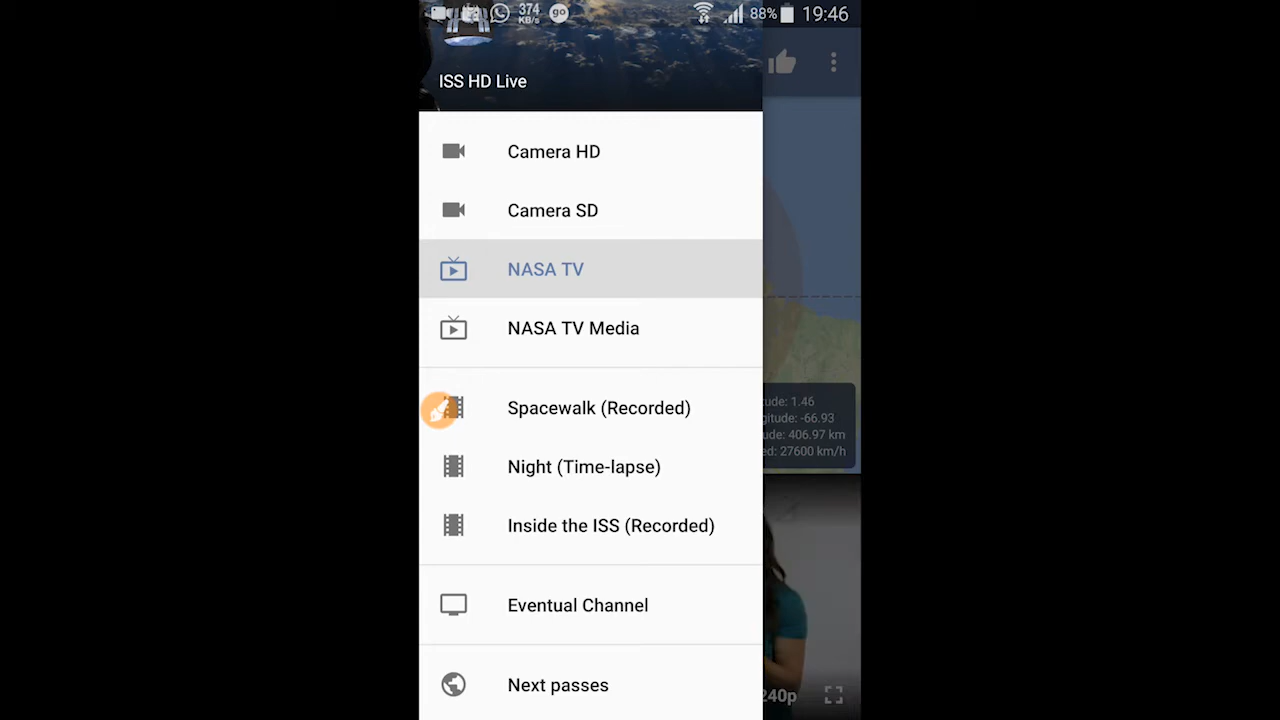 374
KB/s
go
88%
19:46
ISS HD Live
Camera HD
Camera SD
NASA TV
NASA TV Media
Spacewalk (Recorded)
Night (Time-lapse)
Inside the ISS (Recorded)
Eventual Channel
Next passes
ude: 1.46
gitude: -66.93
ude: 406.97 km
ed: 27600 km/h
240p